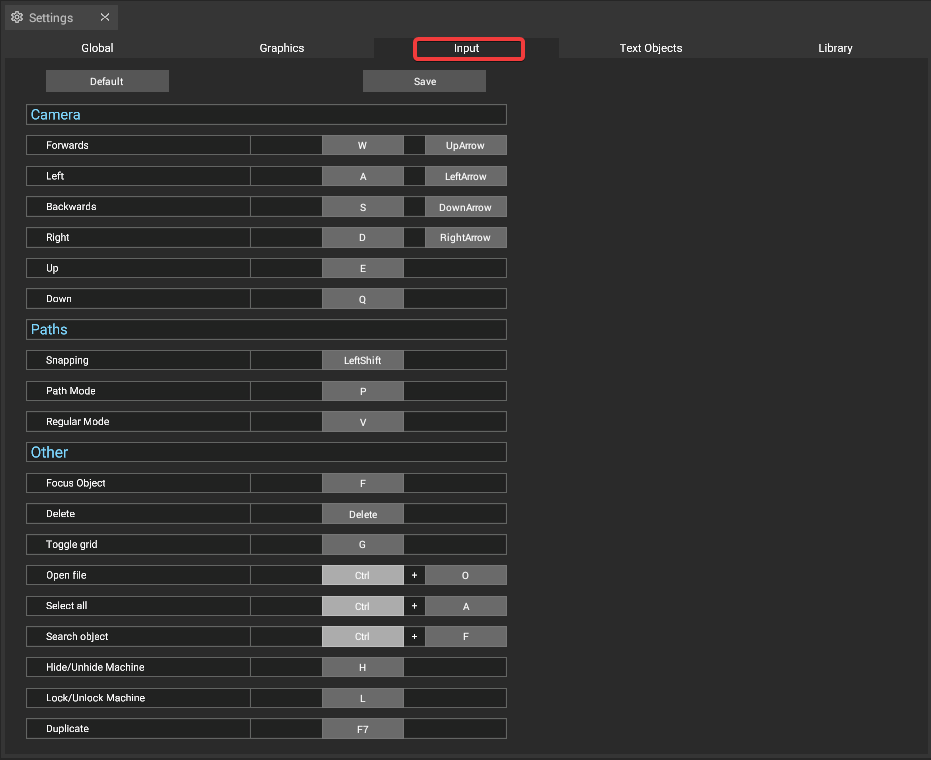 Settings
Global Graphics Input Text Objects Library
Default Save
Camera
Forwards W UpArrow
Left A LeftArrow
Backwards S DownArrow
Right D RightArrow
Up E
Down Q
Paths
Snapping LeftShift
Path Mode P
Regular Mode V
Other
Focus Object F
Delete Delete
Toggle grid G
Open file Ctrl + O
Select all Ctrl + A
Search object Ctrl + F
Hide/Unhide Machine H
Lock/Unlock Machine L
Duplicate F7